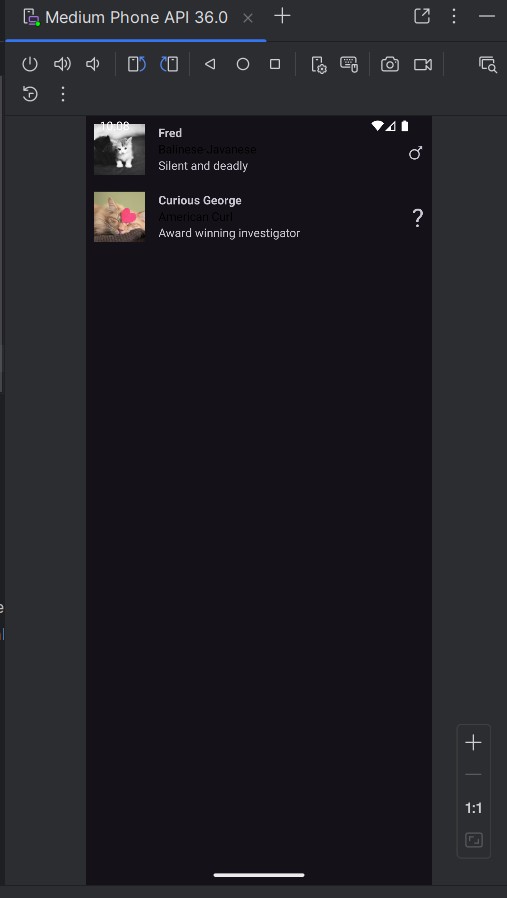 Medium Phone API 36.0
10:08
Fred
Balinese-Javanese
Silent and deadly
Curious George
American Curl
?
Award winning investigator
1:1